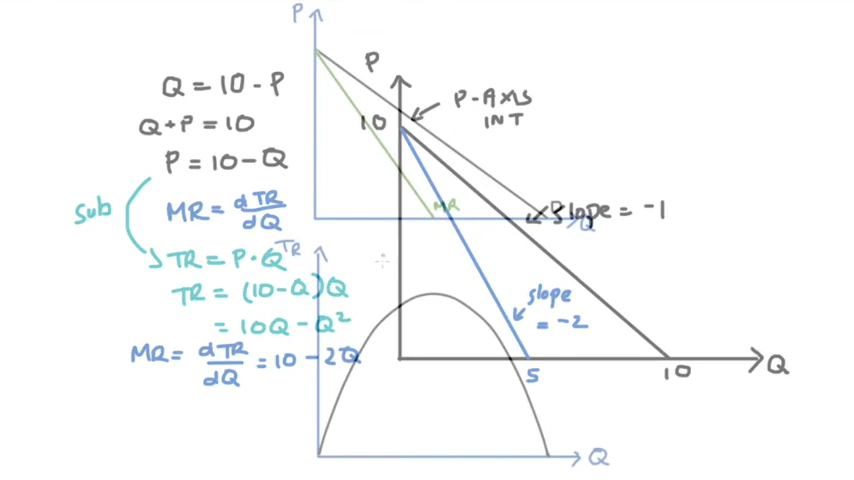 P
P
Q = 10 - P
P-AXIS
INT
Q + P = 10
10
P = 10 - Q
Sub
MR = dTR/dQ
MR
Slope = -1
Q
TR = P · Q
TR
TR = (10 - Q)Q
= 10Q - Q²
slope
= -2
MR = dTR/dQ = 10 - 2Q
5
10
Q
Q